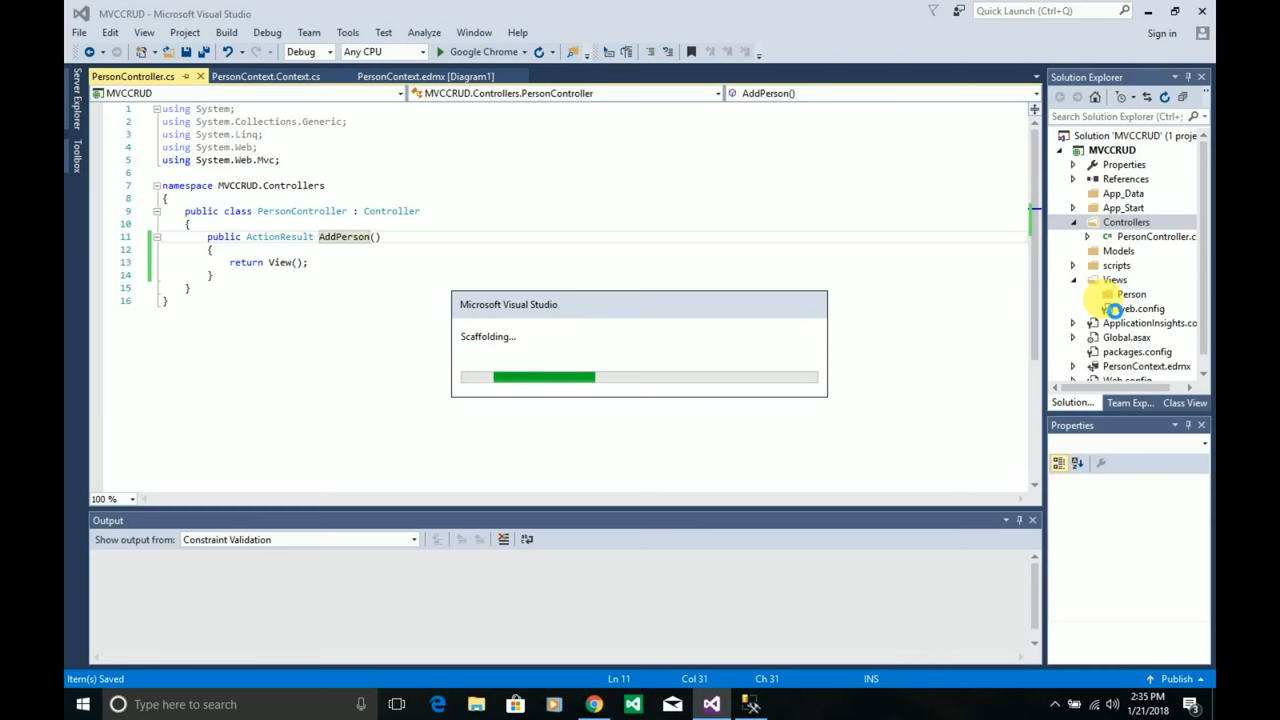 MVCCRUD - Microsoft Visual Studio
Quick Launch (Ctrl+Q)
File Edit View Project Build Debug Team Tools Test Analyze Window Help
Sign in
Debug Any CPU Google Chrome
Server Explorer
Toolbox
PersonController.cs PersonContext.Context.cs PersonContext.edmx [Diagram1]
MVCCRUD MVCCRUD.Controllers.PersonController AddPerson()
1 using System;
2 using System.Collections.Generic;
3 using System.Linq;
4 using System.Web;
5 using System.Web.Mvc;
6
7 namespace MVCCRUD.Controllers
8 {
9 public class PersonController : Controller
10 {
11 public ActionResult AddPerson()
12 {
13 return View();
14 }
15 }
16 }
100 %
Microsoft Visual Studio
Scaffolding...
Solution Explorer
Search Solution Explorer (Ctrl+;
Solution 'MVCCRUD' (1 proje
MVCCRUD
Properties
References
App_Data
App_Start
Controllers
PersonController.c
Models
scripts
Views
Person
web.config
ApplicationInsights.co
Global.asax
packages.config
PersonContext.edmx
Web.config
Solution... Team Exp... Class View
Properties
Output
Show output from: Constraint Validation
Item(s) Saved Ln 11 Col 31 Ch 31 INS Publish
Type here to search
2:35 PM
1/21/2018
3